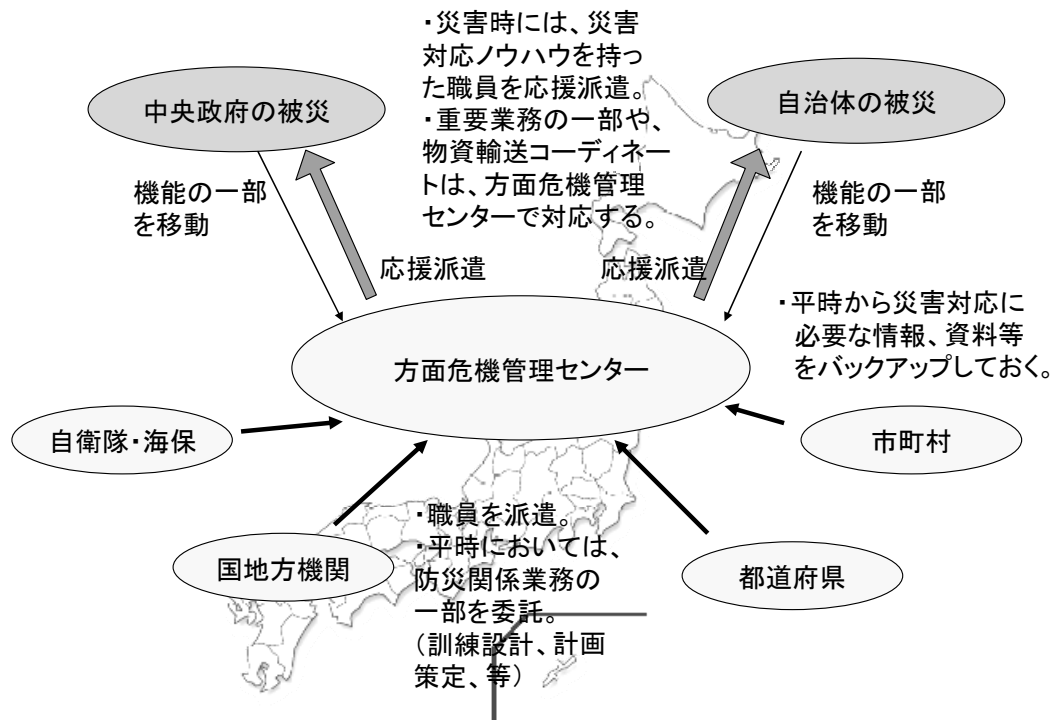 ・災害時には、災害
対応ノウハウを持っ
た職員を応援派遣。
・重要業務の一部や、
物資輸送コーディネー
トは、方面危機管理
センターで対応する。
中央政府の被災
自治体の被災
機能の一部
を移動
機能の一部
を移動
応援派遣
応援派遣
・平時から災害対応に
必要な情報、資料等
をバックアップしておく。
方面危機管理センター
自衛隊・海保
市町村
国地方機関
都道府県
・職員を派遣。
・平時においては、
防災関係業務の
一部を委託。
（訓練設計、計画
策定、等）